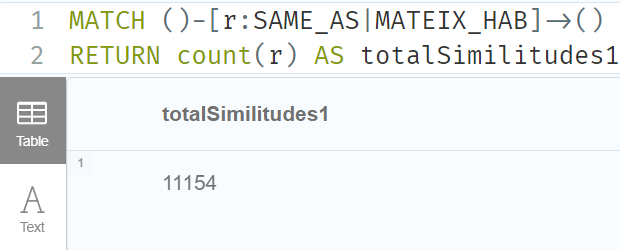 1 MATCH ()-[r:SAME_AS|MATEIX_HAB]->()
2 RETURN count(r) AS totalSimilitudes1
Table
totalSimilitudes1
1
11154
A
Text